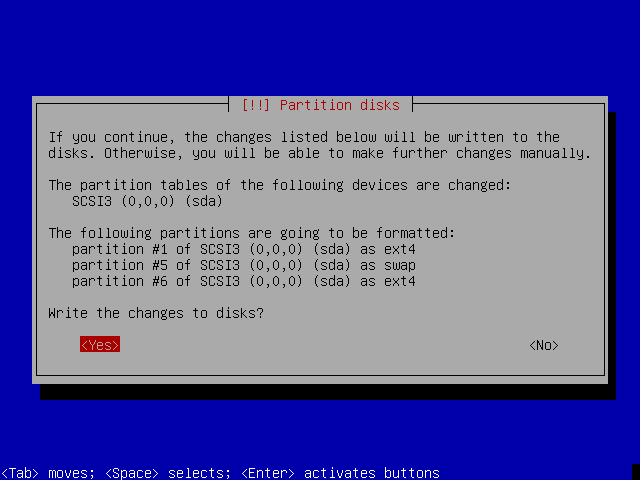 [!!] Partition disks
If you continue, the changes listed below will be written to the
disks. Otherwise, you will be able to make further changes manually.
The partition tables of the following devices are changed:
SCSI3 (0,0,0) (sda)
The following partitions are going to be formatted:
partition #1 of SCSI3 (0,0,0) (sda) as ext4
partition #5 of SCSI3 (0,0,0) (sda) as swap
partition #6 of SCSI3 (0,0,0) (sda) as ext4
Write the changes to disks?
<Yes> <No>
<Tab> moves; <Space> selects; <Enter> activates buttons